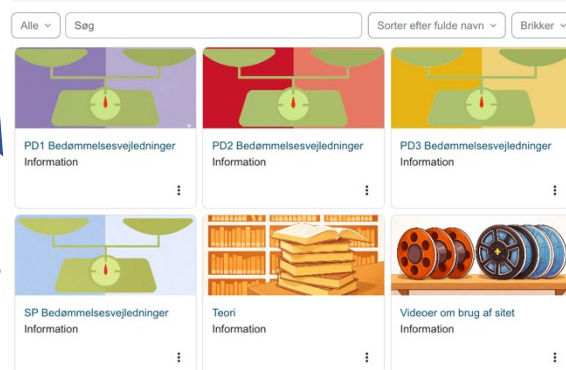 Alle
Søg
Sorter efter fulde navn
Brikker
PD1 Bedømmelsesvejledninger
Information
PD2 Bedømmelsesvejledninger
Information
PD3 Bedømmelsesvejledninger
Information
SP Bedømmelsesvejledninger
Information
Teori
Information
Videoer om brug af sitet
Information